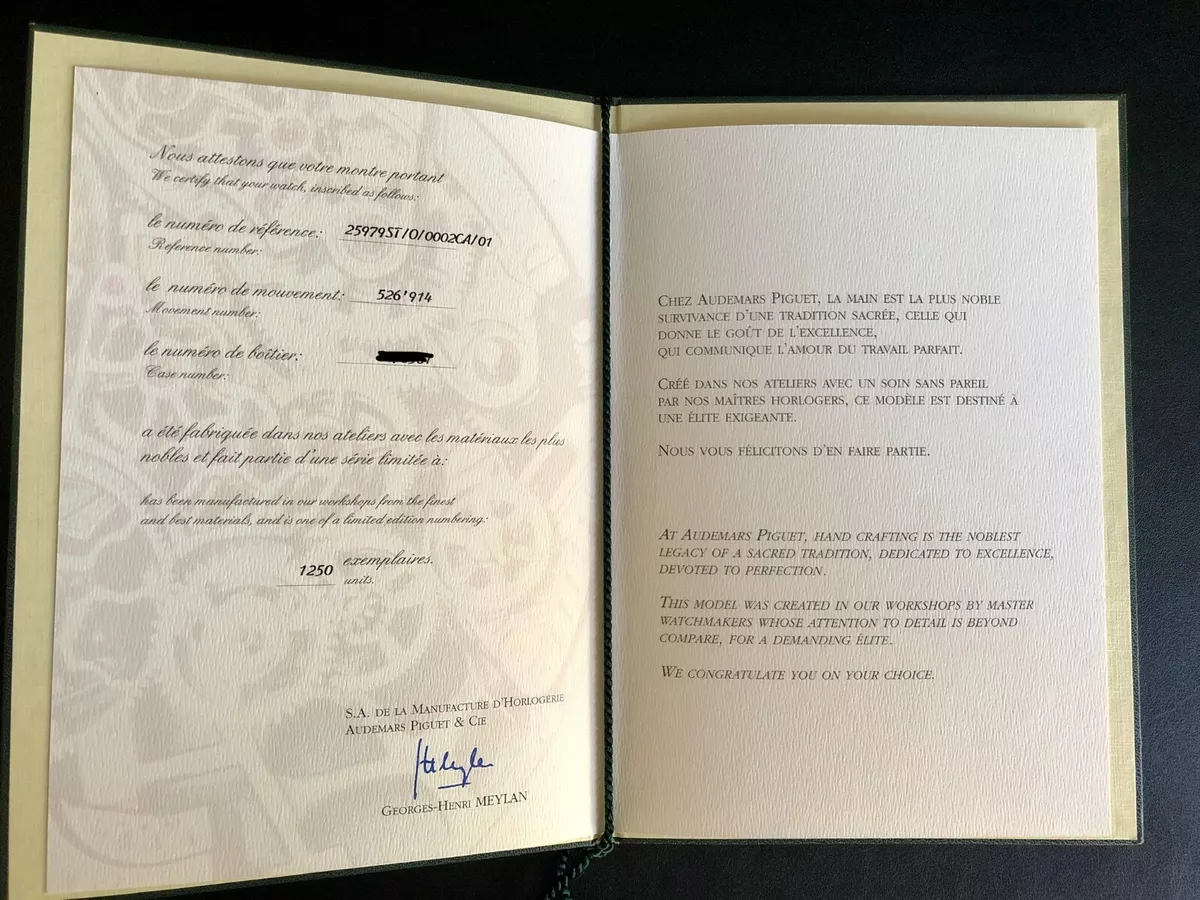 Nous attestons que votre montre portant
We certify that your watch, inscribed as follows:
le numéro de référence: 25979ST/O/0002CA/01
Reference number:
le numéro de mouvement: 526'914
Movement number:
le numéro de boîtier:
Case number:
a été fabriquée dans nos ateliers avec les matériaux les plus
nobles et fait partie d'une série limitée à:
has been manufactured in our workshops from the finest
and best materials, and is one of a limited edition numbering:
1250 exemplaires.
units.
S.A. DE LA MANUFACTURE D'HORLOGERIE
AUDEMARS PIGUET & CIE
GEORGES-HENRI MEYLAN
CHEZ AUDEMARS PIGUET, LA MAIN EST LA PLUS NOBLE
SURVIVANCE D'UNE TRADITION SACRÉE, CELLE QUI
DONNE LE GOÛT DE L'EXCELLENCE,
QUI COMMUNIQUE L'AMOUR DU TRAVAIL PARFAIT.
CRÉÉ DANS NOS ATELIERS AVEC UN SOIN SANS PAREIL
PAR NOS MAÎTRES HORLOGERS, CE MODÈLE EST DESTINÉ À
UNE ÉLITE EXIGEANTE.
NOUS VOUS FÉLICITONS D'EN FAIRE PARTIE.
AT AUDEMARS PIGUET, HAND CRAFTING IS THE NOBLEST
LEGACY OF A SACRED TRADITION, DEDICATED TO EXCELLENCE,
DEVOTED TO PERFECTION.
THIS MODEL WAS CREATED IN OUR WORKSHOPS BY MASTER
WATCHMAKERS WHOSE ATTENTION TO DETAIL IS BEYOND
COMPARE, FOR A DEMANDING ÉLITE.
WE CONGRATULATE YOU ON YOUR CHOICE.